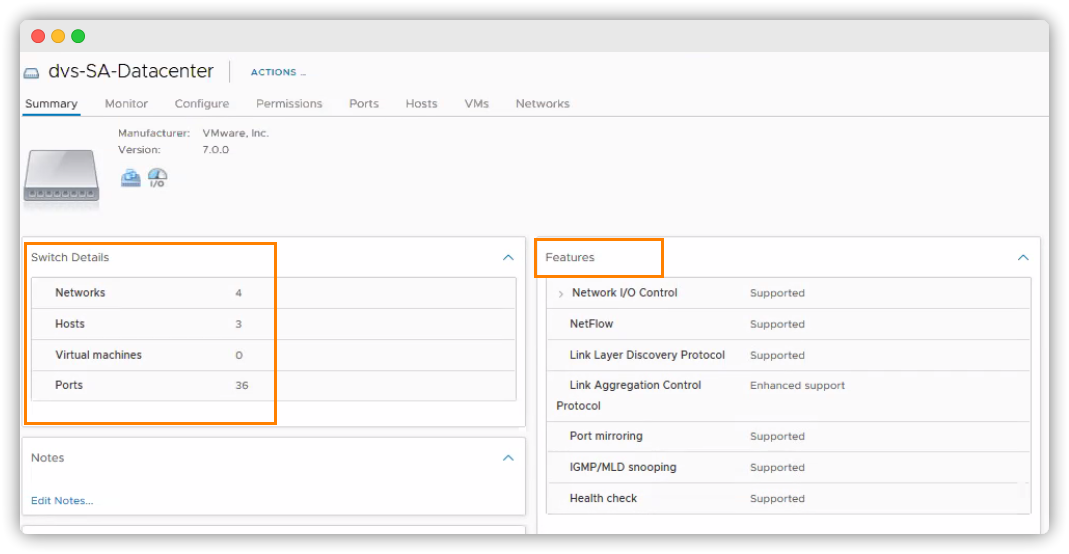 dvs-SA-Datacenter
ACTIONS
Summary Monitor Configure Permissions Ports Hosts VMs Networks
Manufacturer: VMware, Inc.
Version: 7.0.0
I/O
Switch Details
Networks 4
Hosts 3
Virtual machines 0
Ports 36
Notes
Edit Notes...
Features
Network I/O Control Supported
NetFlow Supported
Link Layer Discovery Protocol Supported
Link Aggregation Control Enhanced support
Protocol
Port mirroring Supported
IGMP/MLD snooping Supported
Health check Supported